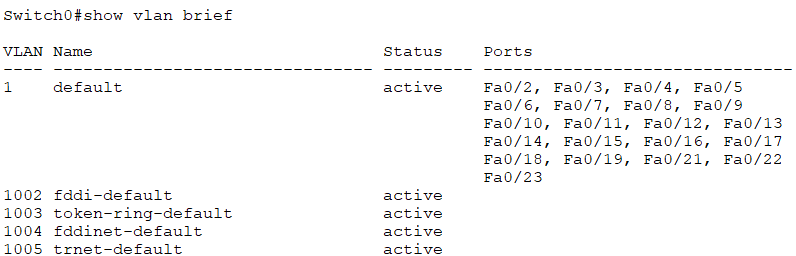 Switch0#show vlan brief
VLAN Name                             Status    Ports
---- -------------------------------- --------- -------------------------------
1    default                          active    Fa0/2, Fa0/3, Fa0/4, Fa0/5
                                                Fa0/6, Fa0/7, Fa0/8, Fa0/9
                                                Fa0/10, Fa0/11, Fa0/12, Fa0/13
                                                Fa0/14, Fa0/15, Fa0/16, Fa0/17
                                                Fa0/18, Fa0/19, Fa0/21, Fa0/22
                                                Fa0/23
1002 fddi-default                     active
1003 token-ring-default               active
1004 fddinet-default                  active
1005 trnet-default                    active